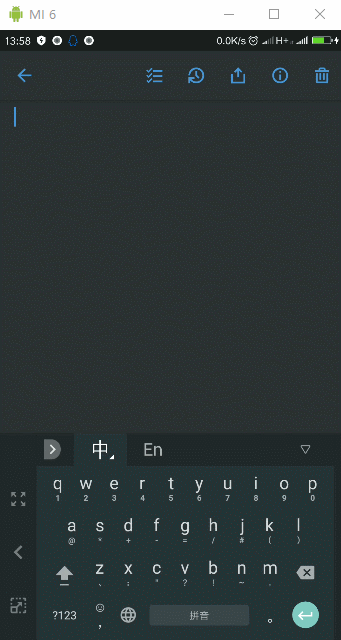 MI 6
13:58 0.0K/s H+
中 En
q w e r t y u i o p
1 2 3 4 5 6 7 8 9 0
a s d f g h j k l
@ * + - = / # ( )
z x c v b n m
、 ; " ? ! ~ …
?123 , 拼音 。